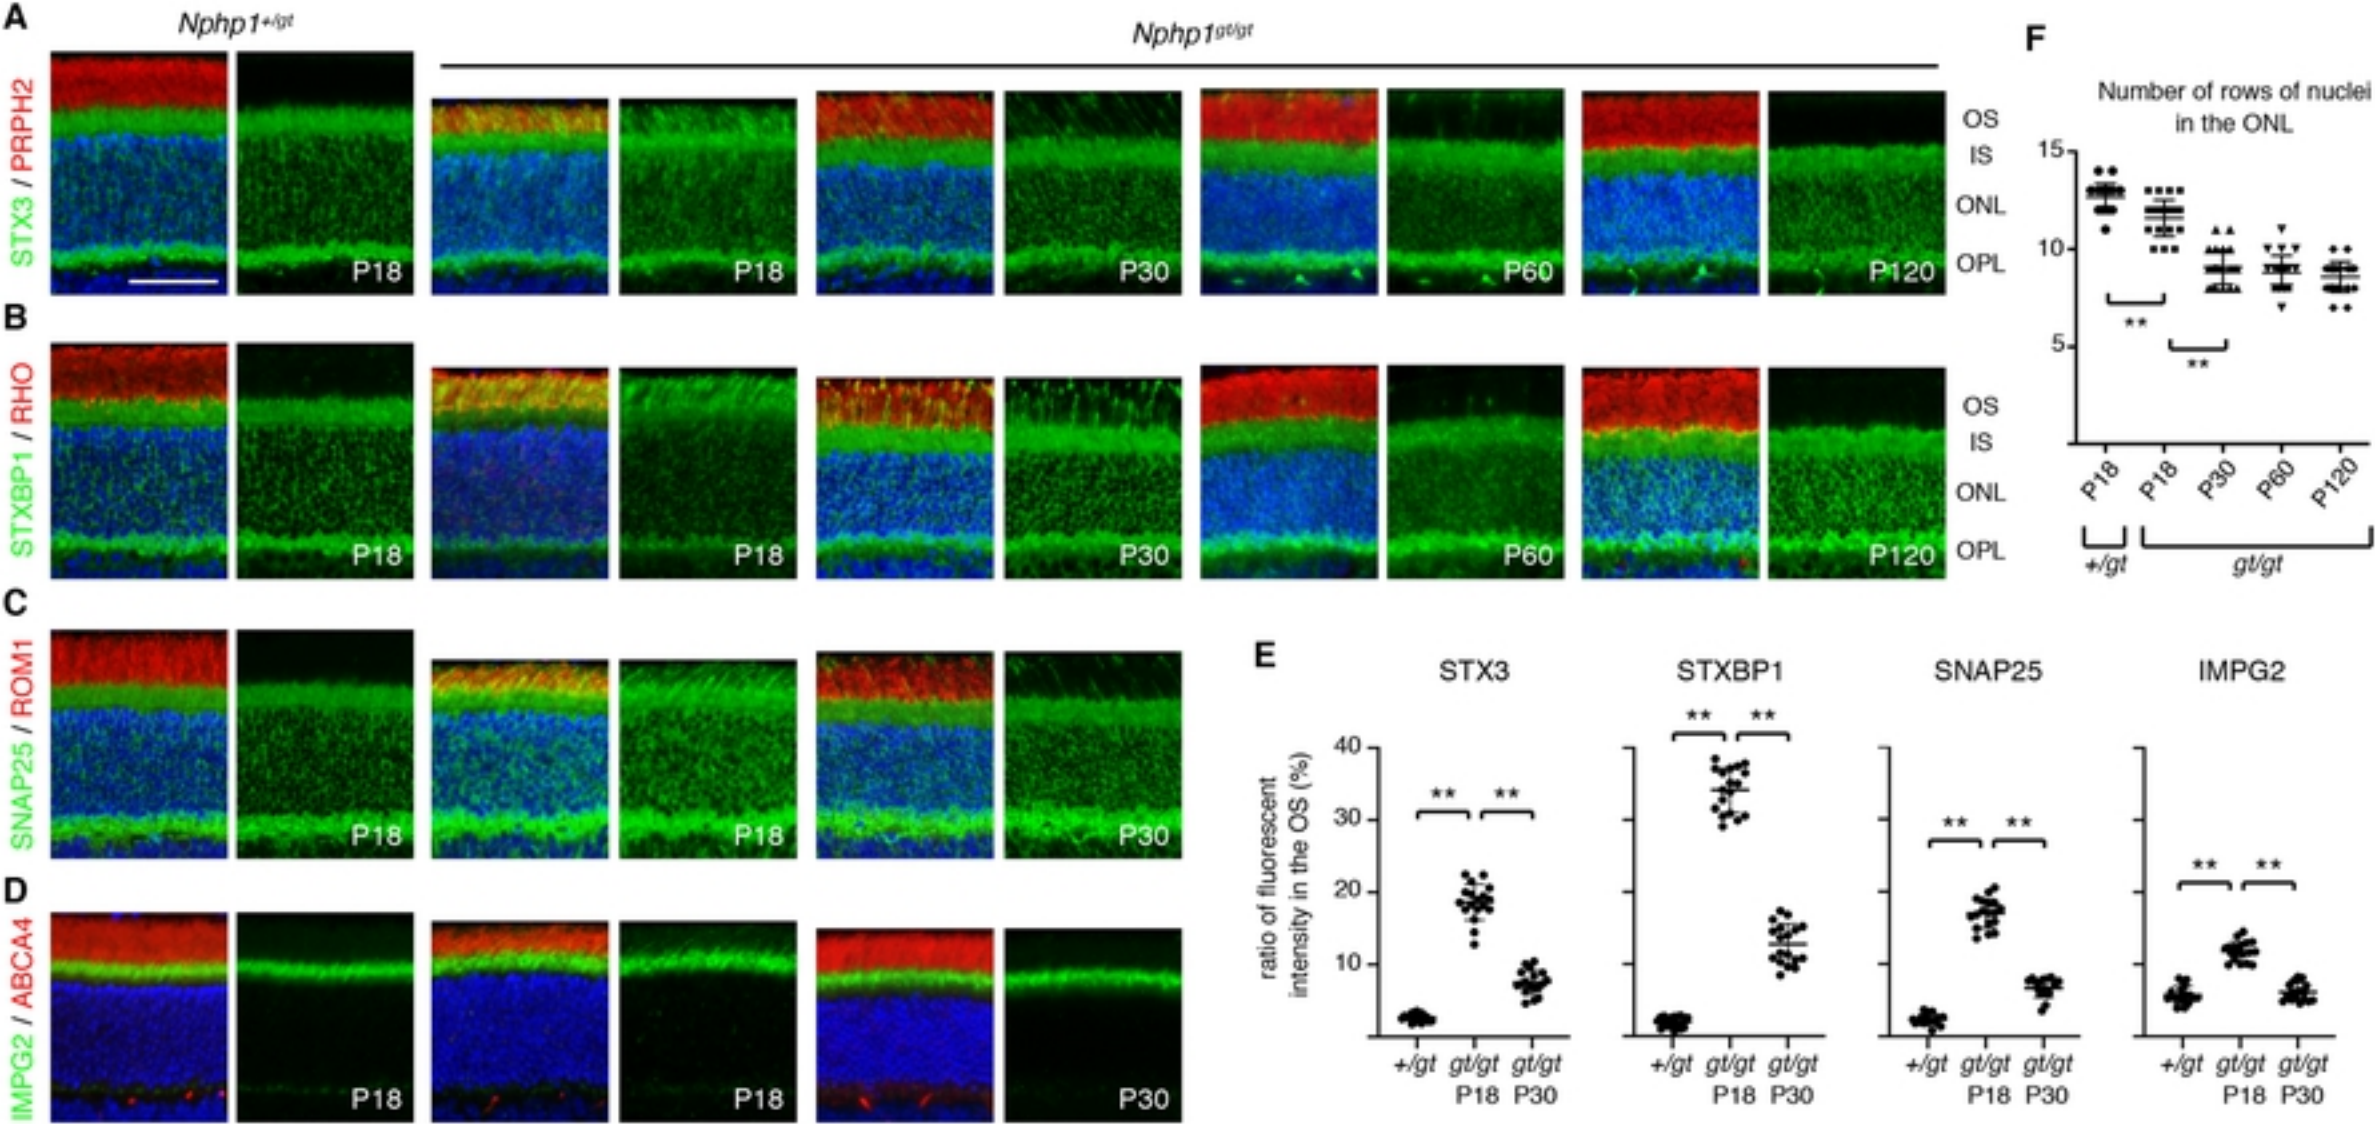 A
Nphp1+/gt
Nphp1gt/gt
STX3 / PRPH2
P18
P18
P30
P60
P120
OS
IS
ONL
OPL
B
STXBP1 / RHO
P18
P18
P30
P60
P120
OS
IS
ONL
OPL
C
SNAP25 / ROM1
P18
P18
P30
D
IMPG2 / ABCA4
P18
P18
P30
F
Number of rows of nuclei
in the ONL
15
10
5
**
**
P18
P18
P30
P60
P120
+/gt
gt/gt
E
STX3
STXBP1
SNAP25
IMPG2
ratio of fluorescent
intensity in the OS (%)
40
30
20
10
** **
** **
** **
** **
+/gt gt/gt gt/gt
P18 P30
+/gt gt/gt gt/gt
P18 P30
+/gt gt/gt gt/gt
P18 P30
+/gt gt/gt gt/gt
P18 P30